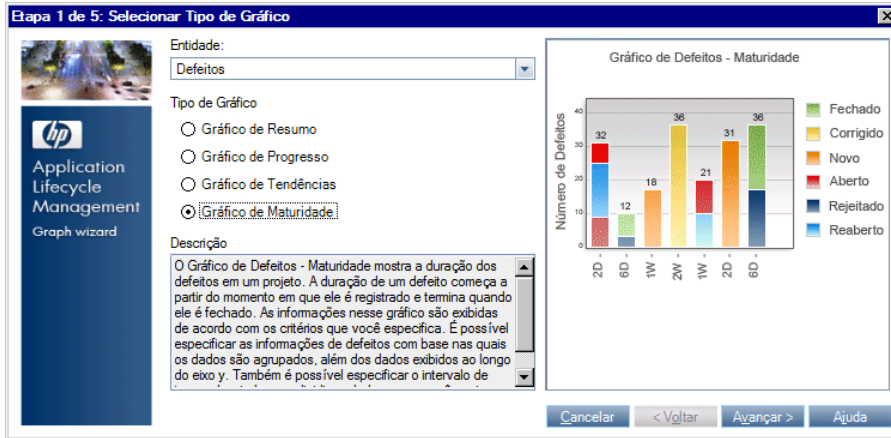 Etapa 1 de 5: Selecionar Tipo de Gráfico
hp
Application
Lifecycle
Management
Graph wizard
Entidade:
Defeitos
Tipo de Gráfico
Gráfico de Resumo
Gráfico de Progresso
Gráfico de Tendências
Gráfico de Maturidade
Descrição
O Gráfico de Defeitos - Maturidade mostra a duração dos
defeitos em um projeto. A duração de um defeito começa a
partir do momento em que ele é registrado e termina quando
ele é fechado. As informações nesse gráfico são exibidas
de acordo com os critérios que você especifica. É possível
especificar as informações de defeitos com base nas quais
os dados são agrupados, além dos dados exibidos ao longo
do eixo y. Também é possível especificar o intervalo de
Gráfico de Defeitos - Maturidade
Número de Defeitos
40
30
20
10
0
32
12
18
36
21
31
36
2D -
6D -
1W -
2W -
1W -
2D -
6D -
Fechado
Corrigido
Novo
Aberto
Rejeitado
Reaberto
Cancelar
< Voltar
Avançar >
Ajuda